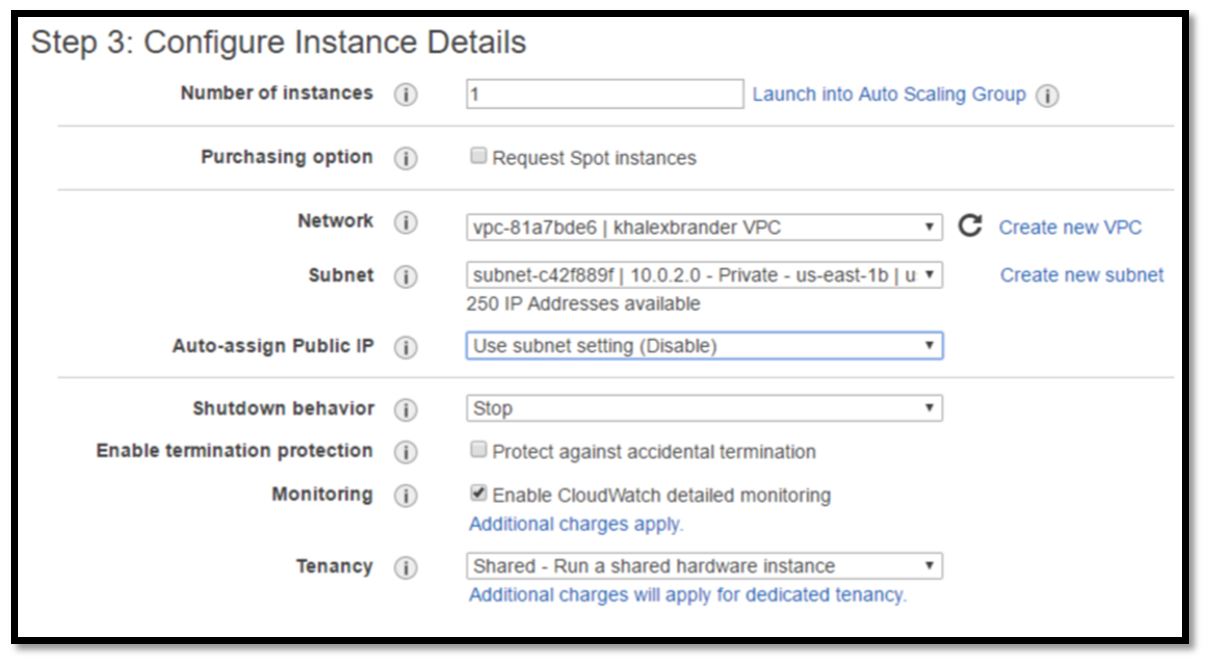 Step 3: Configure Instance Details
Number of instances i 1 Launch into Auto Scaling Group i
Purchasing option i Request Spot instances
Network i vpc-81a7bde6 | khalexbrander VPC Create new VPC
Subnet i subnet-c42f889f | 10.0.2.0 - Private - us-east-1b | u Create new subnet
250 IP Addresses available
Auto-assign Public IP i Use subnet setting (Disable)
Shutdown behavior i Stop
Enable termination protection i Protect against accidental termination
Monitoring i Enable CloudWatch detailed monitoring
Additional charges apply.
Tenancy i Shared - Run a shared hardware instance
Additional charges will apply for dedicated tenancy.